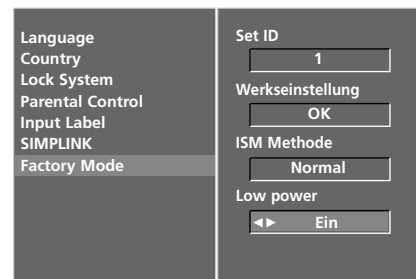 Language
Country
Lock System
Parental Control
Input Label
SIMPLINK
Factory Mode
Set ID
1
Werkseinstellung
OK
ISM Methode
Normal
Low power
◄► Ein